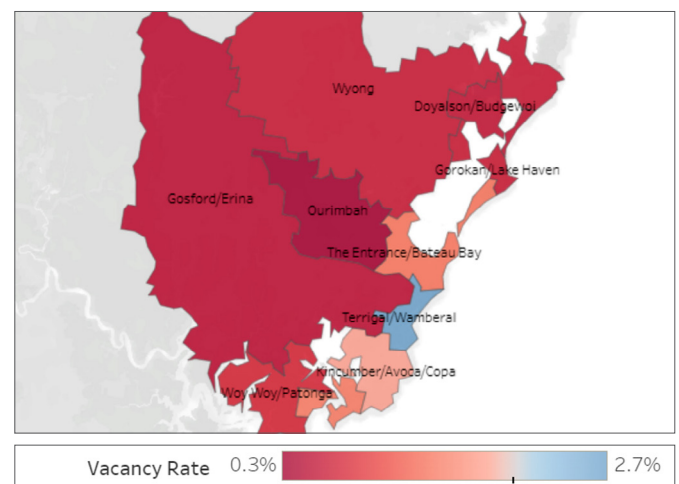 Wyong
Doyalson/Budgewoi
Gorokan/Lake Haven
Gosford/Erina
Ourimbah
The Entrance/Bateau Bay
Terrigal/Wamberal
Kincumber/Avoca/Copa
Woy Woy/Patonga
Vacancy Rate 0.3% 2.7%